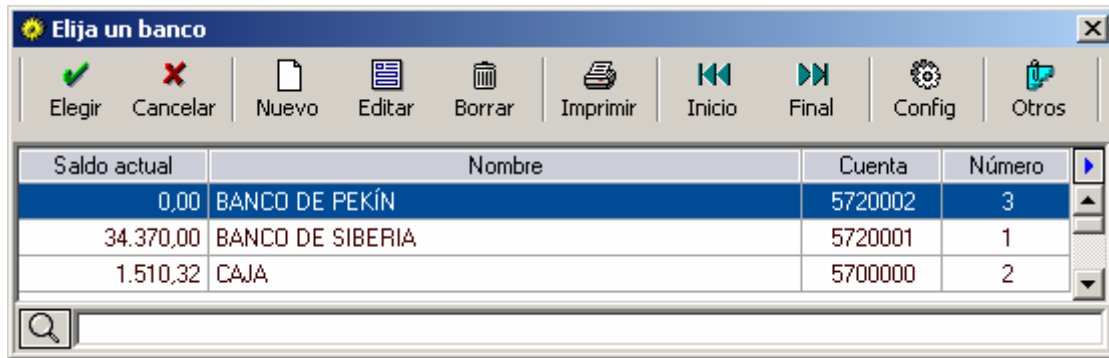 Elija un banco
Elegir Cancelar Nuevo Editar Borrar Imprimir Inicio Final Config Otros
Saldo actual Nombre Cuenta Número
0,00 BANCO DE PEKÍN 5720002 3
34.370,00 BANCO DE SIBERIA 5720001 1
1.510,32 CAJA 5700000 2